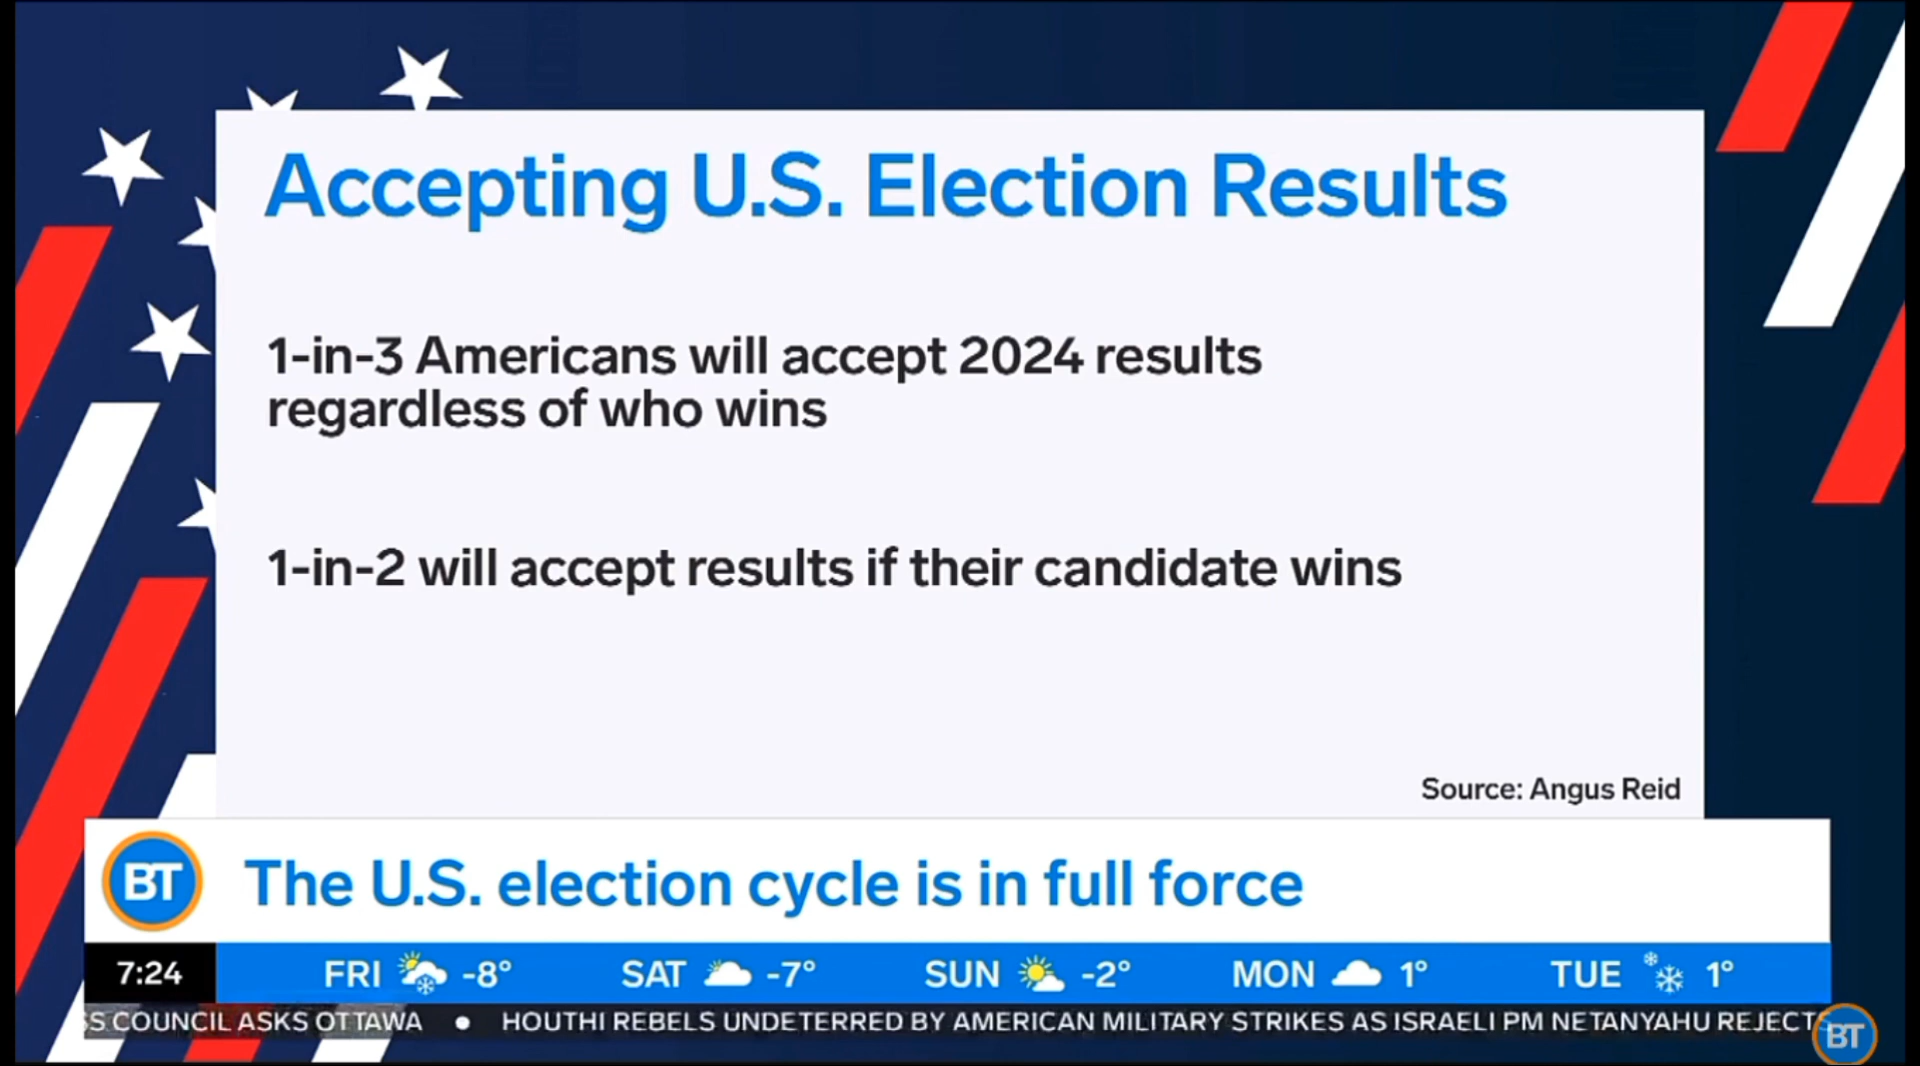 Accepting U.S. Election Results
1-in-3 Americans will accept 2024 results
regardless of who wins
1-in-2 will accept results if their candidate wins
Source: Angus Reid
BT The U.S. election cycle is in full force
7:24 FRI -8° SAT -7° SUN -2° MON 1° TUE 1°
COUNCIL ASKS OTTAWA • HOUTHI REBELS UNDETERRED BY AMERICAN MILITARY STRIKES AS ISRAELI PM NETANYAHU REJECTS
BT